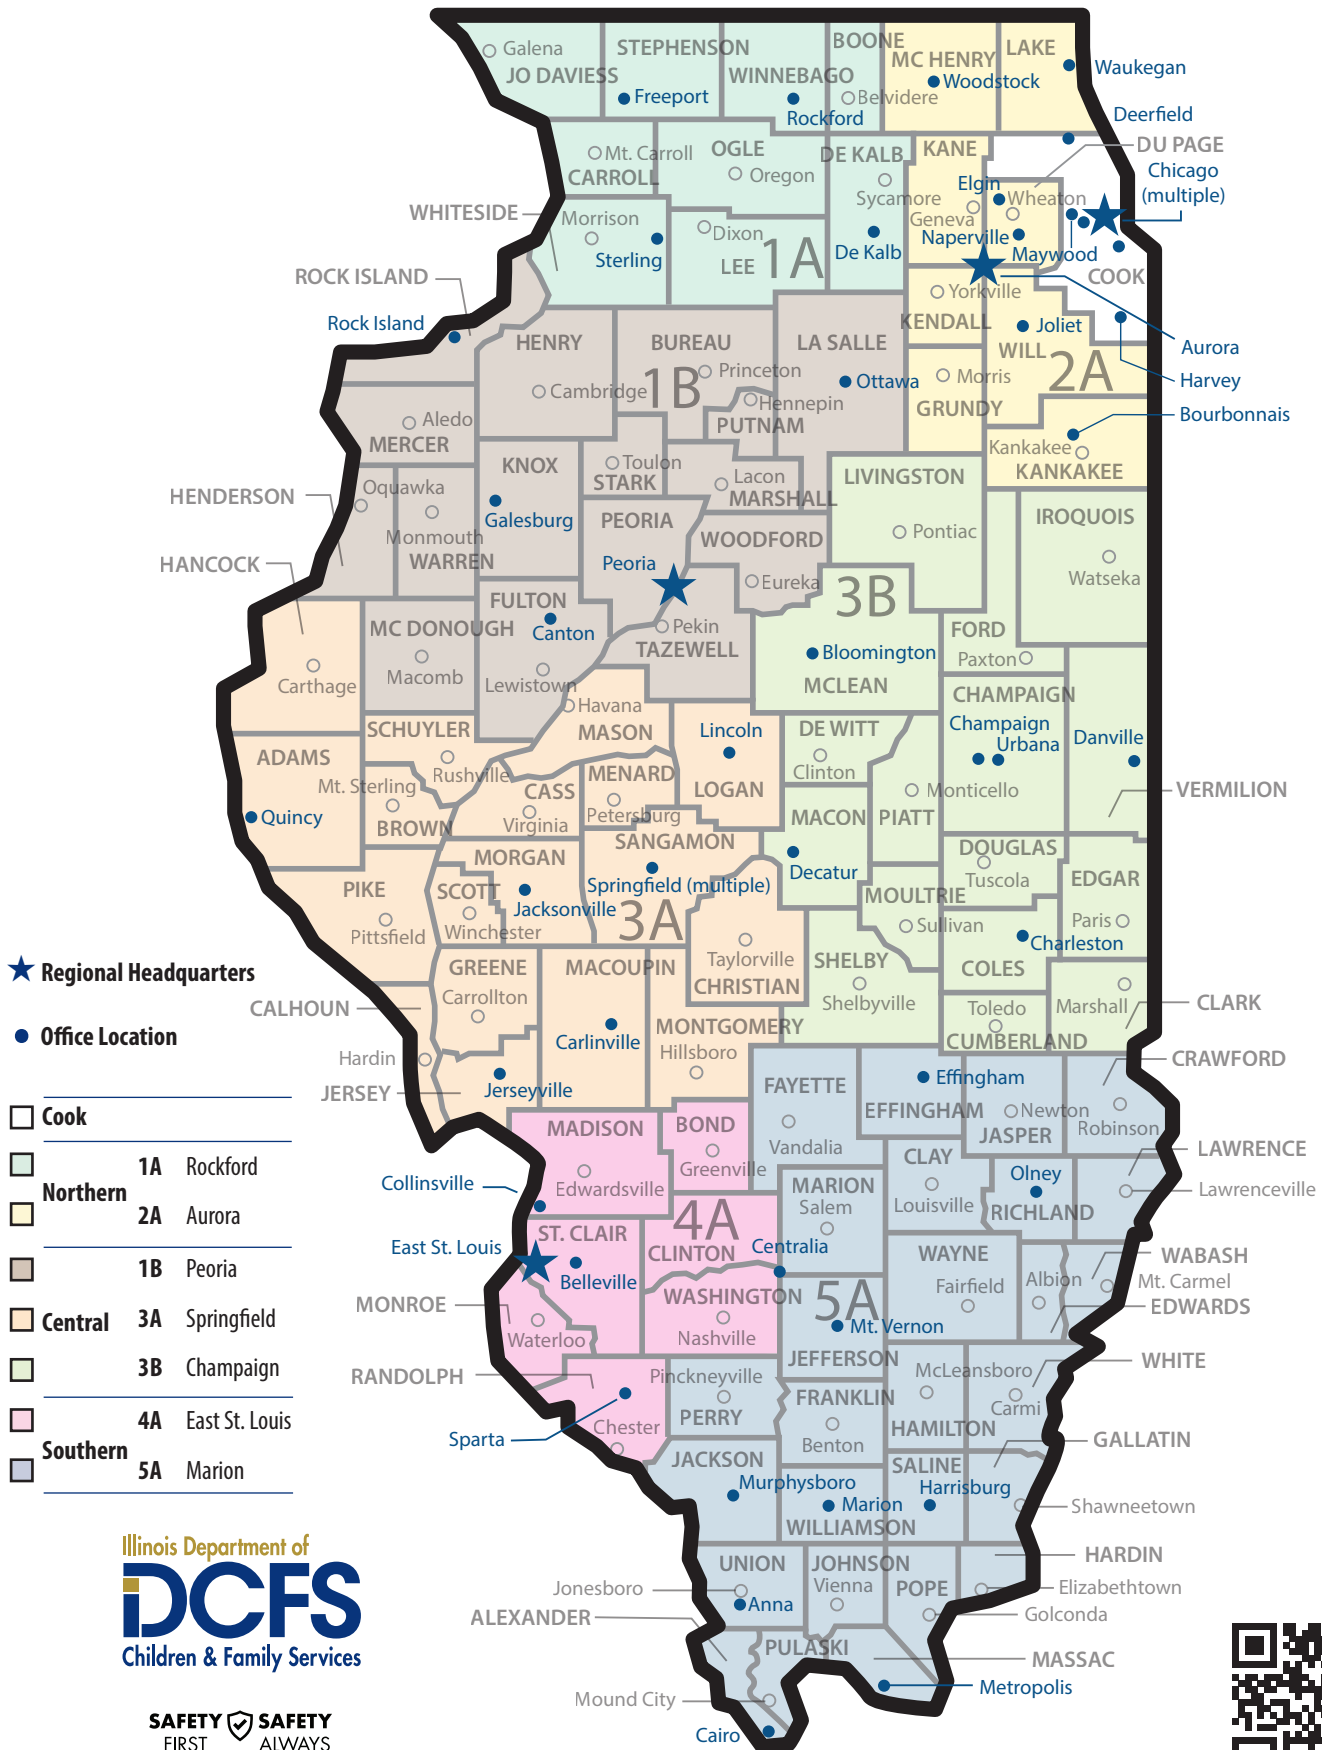 Galena
JO DAVIESS
STEPHENSON
Freeport
WINNEBAGO
Rockford
BOONE
Belvidere
MC HENRY
Woodstock
LAKE
Waukegan
Deerfield
DU PAGE
Chicago
(multiple)
Mt. Carroll
CARROLL
OGLE
Oregon
DE KALB
Sycamore
De Kalb
KANE
Elgin
Geneva
Wheaton
Naperville
Maywood
COOK
WHITESIDE
Morrison
Sterling
Dixon
LEE
1A
ROCK ISLAND
Rock Island
HENRY
Cambridge
BUREAU
Princeton
1B
Hennepin
PUTNAM
LA SALLE
Ottawa
Yorkville
KENDALL
Joliet
WILL
2A
Morris
GRUNDY
Aurora
Harvey
Bourbonnais
Kankakee
KANKAKEE
Aledo
MERCER
KNOX
Galesburg
Toulon
STARK
Lacon
MARSHALL
LIVINGSTON
Pontiac
IROQUOIS
Watseka
HENDERSON
Oquawka
Monmouth
WARREN
PEORIA
Peoria
WOODFORD
Eureka
3B
HANCOCK
Carthage
MC DONOUGH
Macomb
FULTON
Canton
Lewistown
Pekin
TAZEWELL
Bloomington
MCLEAN
FORD
Paxton
CHAMPAIGN
Champaign
Urbana
Danville
VERMILION
ADAMS
Quincy
SCHUYLER
Rushville
Mt. Sterling
BROWN
Havana
MASON
CASS
Virginia
MENARD
Petersburg
Lincoln
LOGAN
DE WITT
Clinton
Monticello
PIATT
MACON
Decatur
SANGAMON
Springfield (multiple)
3A
MORGAN
Jacksonville
SCOTT
Winchester
PIKE
Pittsfield
DOUGLAS
Tuscola
EDGAR
Paris
MOULTRIE
Sullivan
Charleston
COLES
Taylorville
CHRISTIAN
SHELBY
Shelbyville
Toledo
CUMBERLAND
Marshall
CLARK
GREENE
Carrollton
MACOUPIN
Carlinville
MONTGOMERY
Hillsboro
CALHOUN
Hardin
JERSEY
Jerseyville
★ Regional Headquarters
Office Location
Cook
Northern
1A Rockford
2A Aurora
Central
1B Peoria
3A Springfield
3B Champaign
Southern
4A East St. Louis
5A Marion
FAYETTE
Vandalia
Effingham
EFFINGHAM
Newton
JASPER
CRAWFORD
Robinson
MADISON
Edwardsville
BOND
Greenville
Collinsville
CLAY
Louisville
Olney
RICHLAND
LAWRENCE
Lawrenceville
MARION
Salem
4A
CLINTON
Centralia
ST. CLAIR
East St. Louis
Belleville
WASHINGTON
Nashville
MONROE
Waterloo
WAYNE
Fairfield
Albion
WABASH
Mt. Carmel
EDWARDS
5A
Mt. Vernon
JEFFERSON
RANDOLPH
Chester
Sparta
Pinckneyville
PERRY
FRANKLIN
Benton
McLeansboro
HAMILTON
Carmi
WHITE
JACKSON
Murphysboro
Marion
WILLIAMSON
SALINE
Harrisburg
GALLATIN
Shawneetown
UNION
Jonesboro
Anna
JOHNSON
Vienna
POPE
HARDIN
Elizabethtown
Golconda
ALEXANDER
PULASKI
Mound City
Cairo
MASSAC
Metropolis
Illinois Department of
DCFS
Children & Family Services
SAFETY SAFETY
FIRST ALWAYS